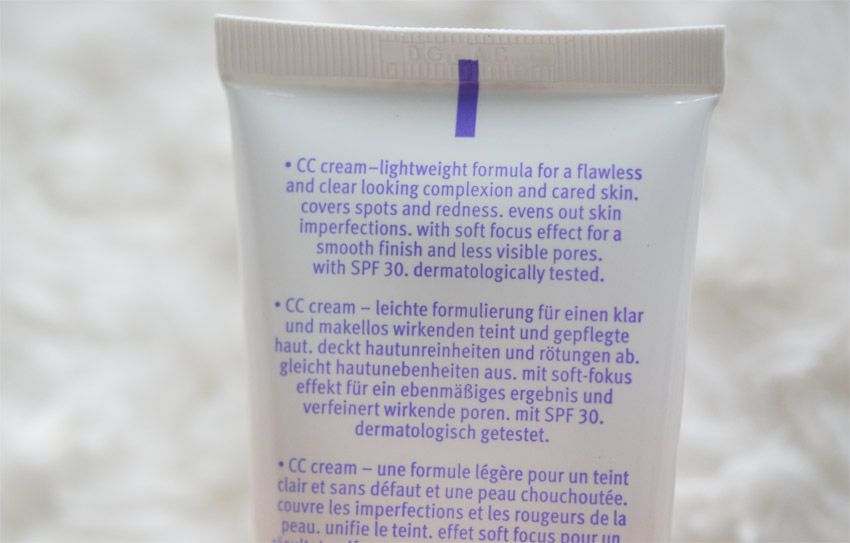 • CC cream–lightweight formula for a flawless
and clear looking complexion and cared skin.
covers spots and redness. evens out skin
imperfections. with soft focus effect for a
smooth finish and less visible pores.
with SPF 30. dermatologically tested.
• CC cream – leichte formulierung für einen klar
und makellos wirkenden teint und gepflegte
haut. deckt hautunreinheiten und rötungen ab.
gleicht hautunebenheiten aus. mit soft-fokus
effekt für ein ebenmäßiges ergebnis und
verfeinert wirkende poren. mit SPF 30.
dermatologisch getestet.
• CC cream – une formule légère pour un teint
clair et sans défaut et une peau chouchoutée.
couvre les imperfections et les rougeurs de la
peau. unifie le teint. effet soft focus pour un